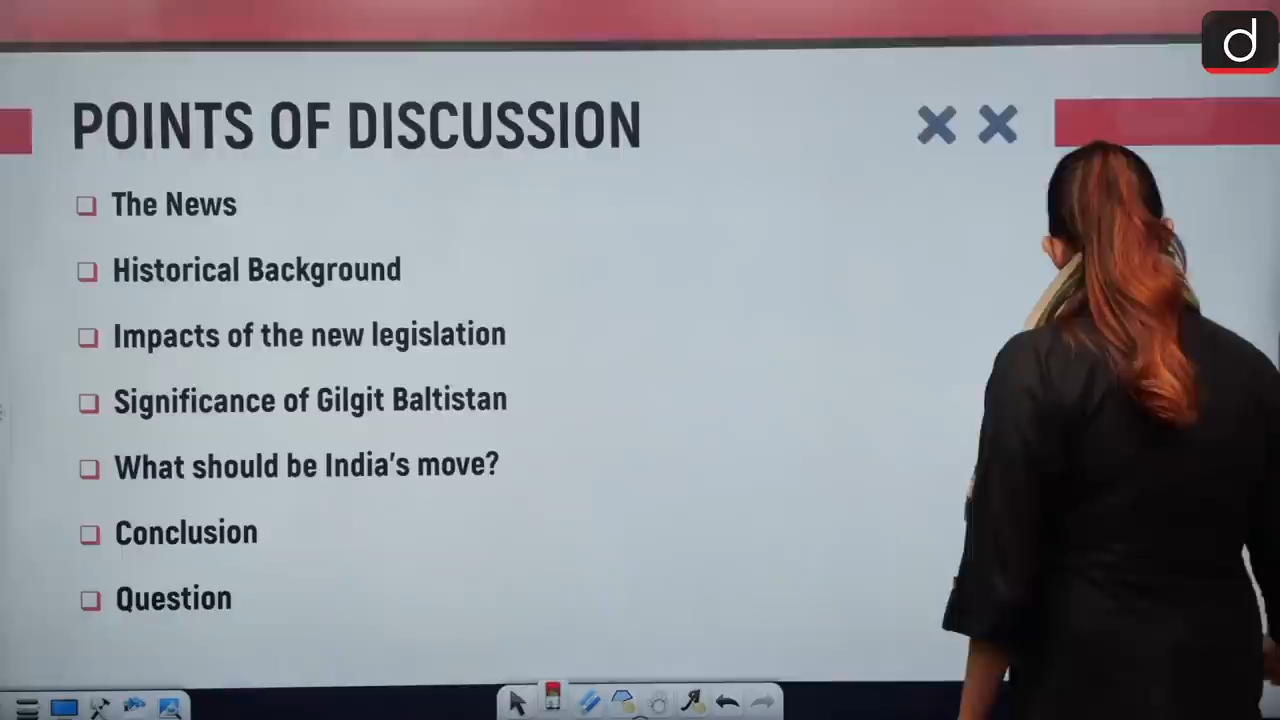 d
POINTS OF DISCUSSION
The News
Historical Background
Impacts of the new legislation
Significance of Gilgit Baltistan
What should be India's move?
Conclusion
Question